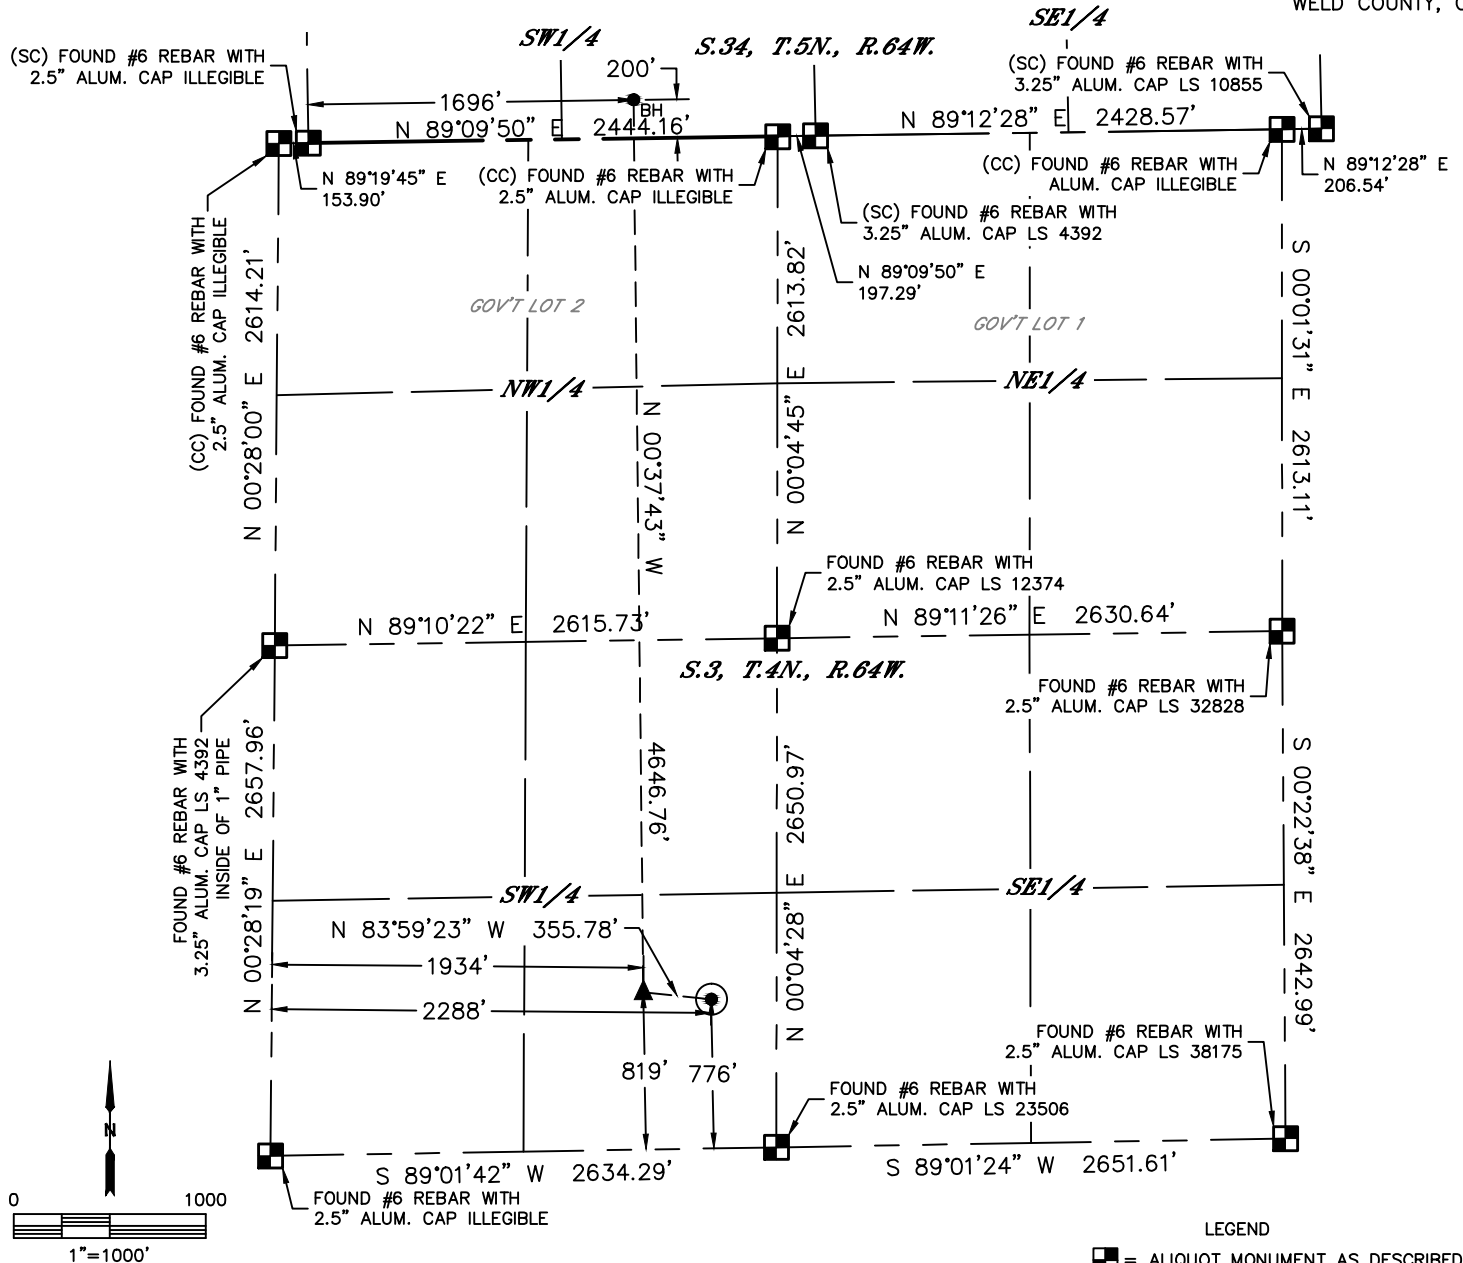 WELD COUNTY, C
SE1/4
SW1/4
S.34, T.5N., R.64W.
(SC) FOUND #6 REBAR WITH
2.5" ALUM. CAP ILLEGIBLE
200'
(SC) FOUND #6 REBAR WITH
3.25" ALUM. CAP LS 10855
1696'
BH
N 89°09'50" E 2444.16'
N 89°12'28" E 2428.57'
N 89°19'45" E
153.90'
(CC) FOUND #6 REBAR WITH
2.5" ALUM. CAP ILLEGIBLE
(CC) FOUND #6 REBAR WITH
ALUM. CAP ILLEGIBLE
N 89°12'28" E
206.54'
(SC) FOUND #6 REBAR WITH
3.25" ALUM. CAP LS 4392
N 89°09'50" E
197.29'
(CC) FOUND #6 REBAR WITH
2.5" ALUM. CAP ILLEGIBLE
N 00°28'00" E 2614.21'
GOV'T LOT 2
N 00°04'45" E 2613.82'
GOV'T LOT 1
S 00°01'31" E 2613.11'
NW1/4
NE1/4
N 00°37'43" W 4646.76'
FOUND #6 REBAR WITH
2.5" ALUM. CAP LS 12374
N 89°10'22" E 2615.73'
N 89°11'26" E 2630.64'
S.3, T.4N., R.64W.
FOUND #6 REBAR WITH
2.5" ALUM. CAP LS 32828
FOUND #6 REBAR WITH
3.25" ALUM. CAP LS 4392
INSIDE OF 1" PIPE
N 00°28'19" E 2657.96'
N 00°04'28" E 2650.97'
S 00°22'38" E 2642.99'
SW1/4
SE1/4
N 83°59'23" W 355.78'
1934'
2288'
819'
776'
FOUND #6 REBAR WITH
2.5" ALUM. CAP LS 38175
FOUND #6 REBAR WITH
2.5" ALUM. CAP LS 23506
N
S 89°01'42" W 2634.29'
S 89°01'24" W 2651.61'
FOUND #6 REBAR WITH
2.5" ALUM. CAP ILLEGIBLE
0 1000
1"=1000'
LEGEND
= ALIQUOT MONUMENT AS DESCRIBED